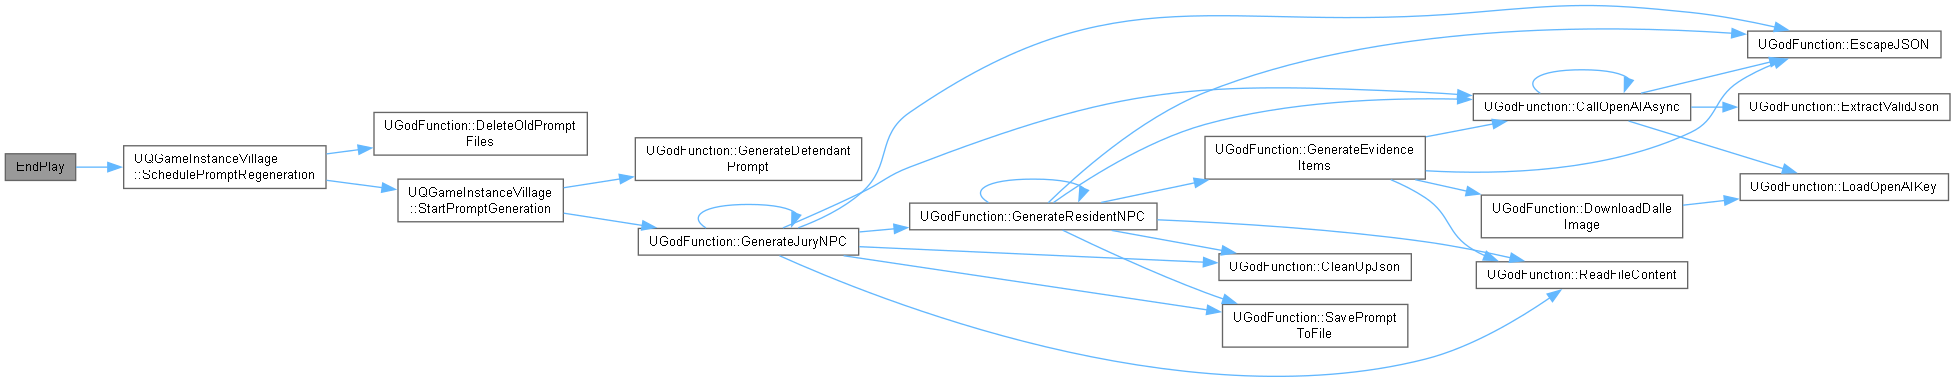 EndPlay
UQGameInstanceVillage
::SchedulePromptRegeneration
UGodFunction::DeleteOldPrompt
Files
UQGameInstanceVillage
::StartPromptGeneration
UGodFunction::GenerateDefendant
Prompt
UGodFunction::GenerateJuryNPC
UGodFunction::GenerateResidentNPC
UGodFunction::GenerateEvidence
Items
UGodFunction::CleanUpJson
UGodFunction::SavePrompt
ToFile
UGodFunction::CallOpenAIAsync
UGodFunction::DownloadDalle
Image
UGodFunction::ReadFileContent
UGodFunction::EscapeJSON
UGodFunction::ExtractValidJson
UGodFunction::LoadOpenAIKey